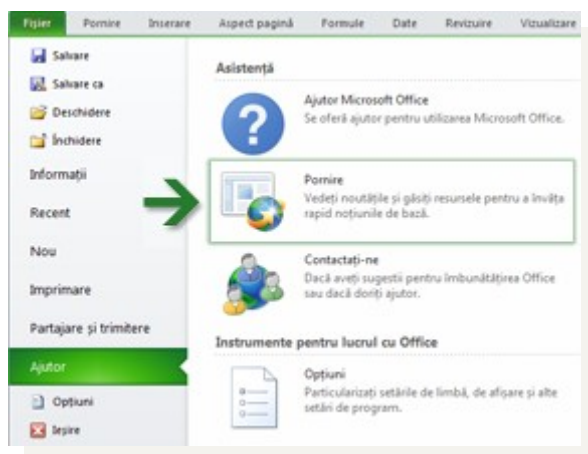 Fișier Pornire Inserare Aspect pagină Formule Date Revizuire Vizualizare
Salvare
Salvare ca
Deschidere
Închidere
Informații
Recent
Nou
Imprimare
Partajare și trimitere
Ajutor
Opțiuni
Ieșire
Asistență
Ajutor Microsoft Office
Se oferă ajutor pentru utilizarea Microsoft Office.
Pornire
Vedeți noutățile și găsiți resursele pentru a învăța
rapid noțiunile de bază.
Contactați-ne
Dacă aveți sugestii pentru îmbunătățirea Office
sau dacă doriți ajutor.
Instrumente pentru lucrul cu Office
Opțiuni
Particularizați setările de limbă, de afișare și alte
setări de program.